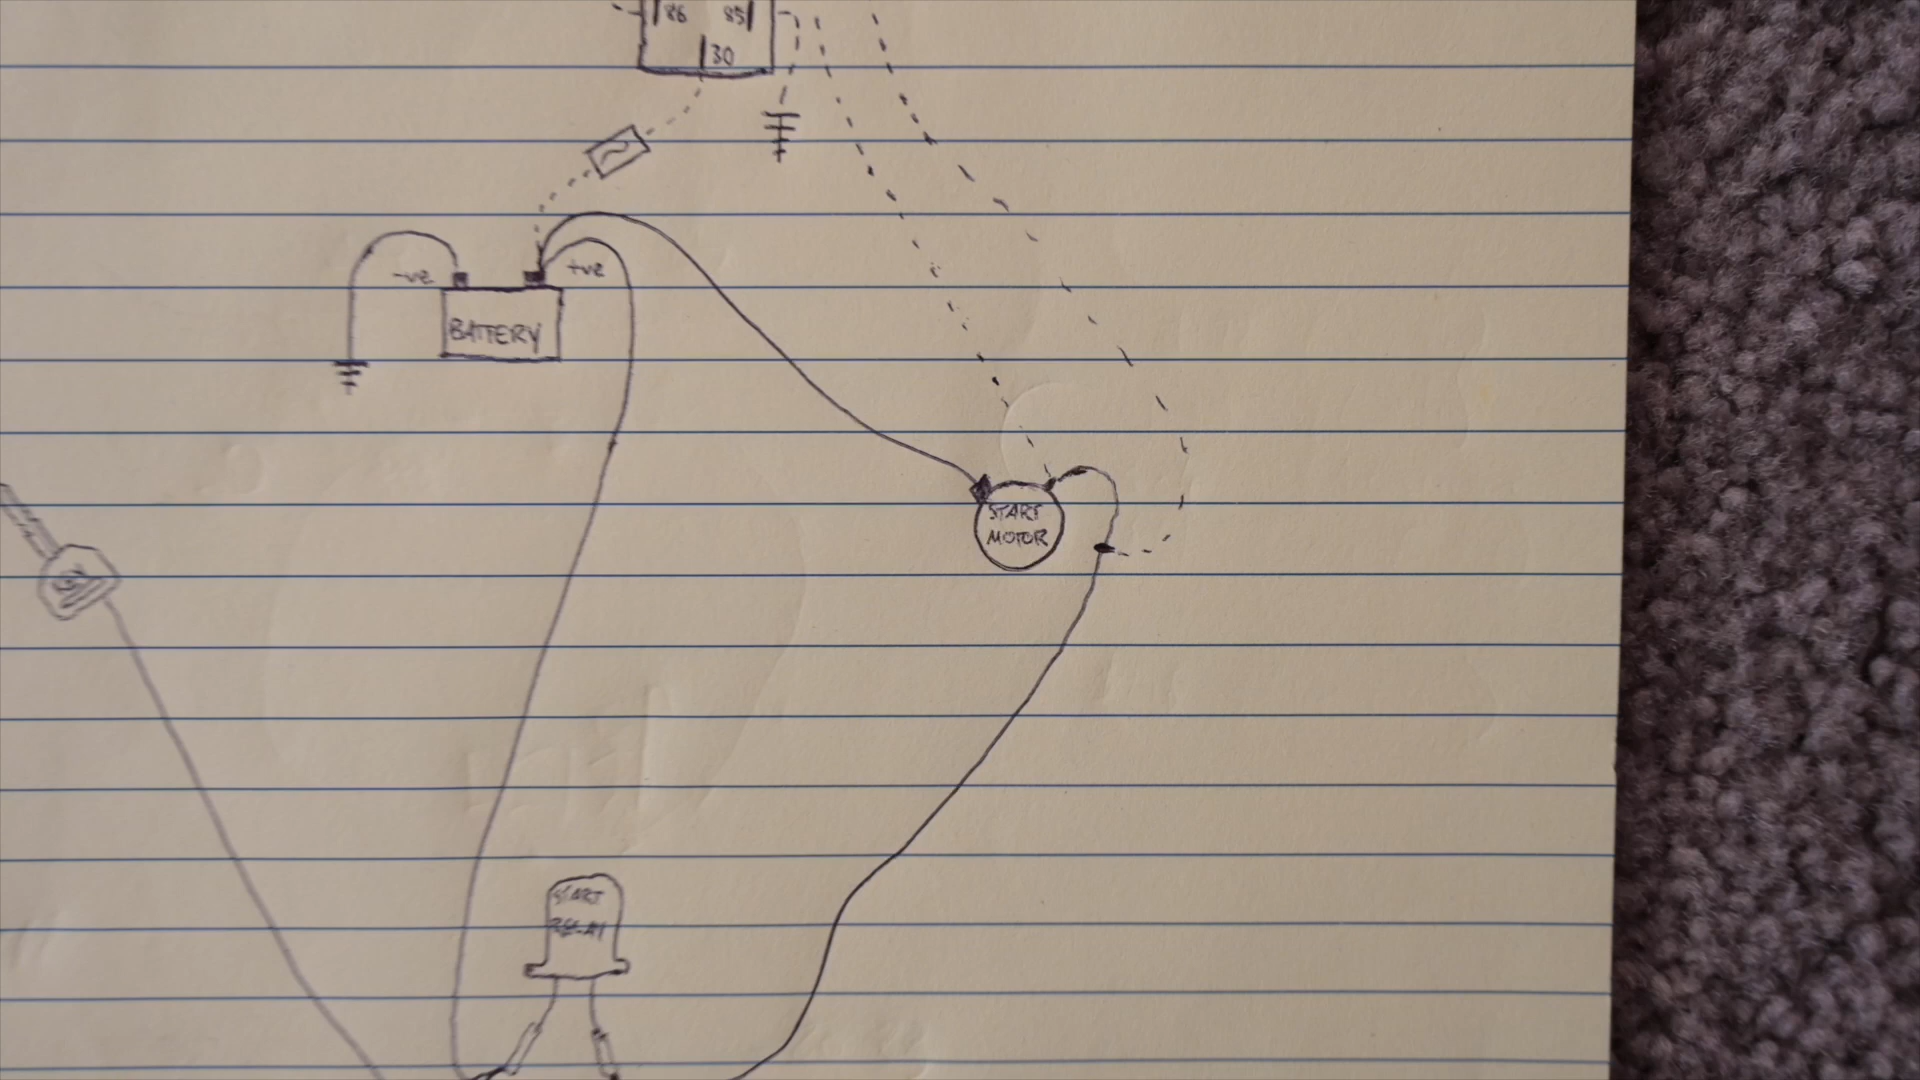 86 85
30
-ve +ve
BATTERY
START
MOTOR
START
RELAY